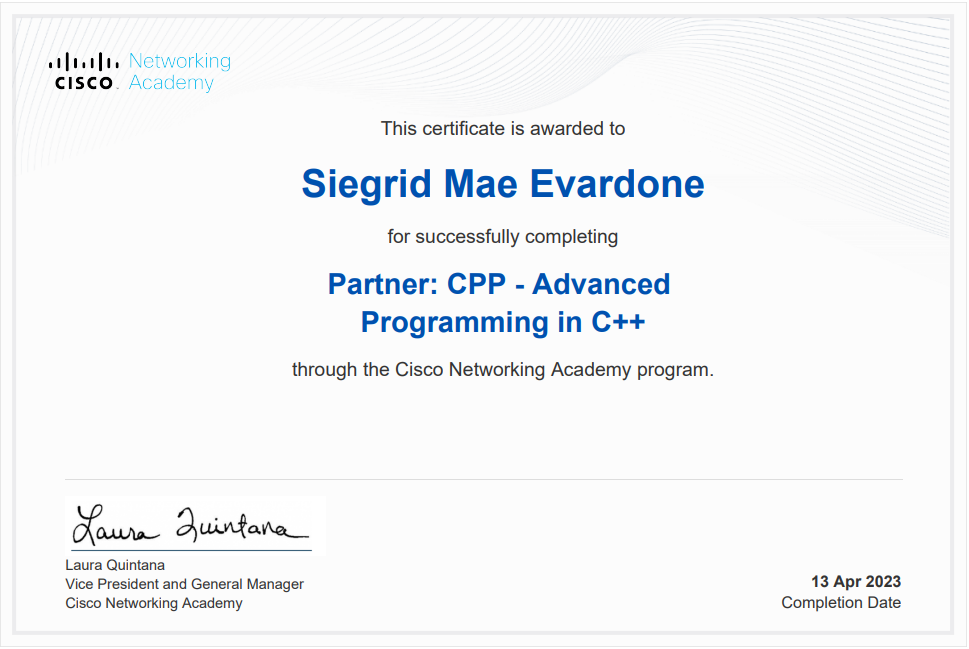 Networking
CISCO. Academy
This certificate is awarded to
Siegrid Mae Evardone
for successfully completing
Partner: CPP - Advanced
Programming in C++
through the Cisco Networking Academy program.
Laura Quintana
Laura Quintana
Vice President and General Manager
Cisco Networking Academy
13 Apr 2023
Completion Date